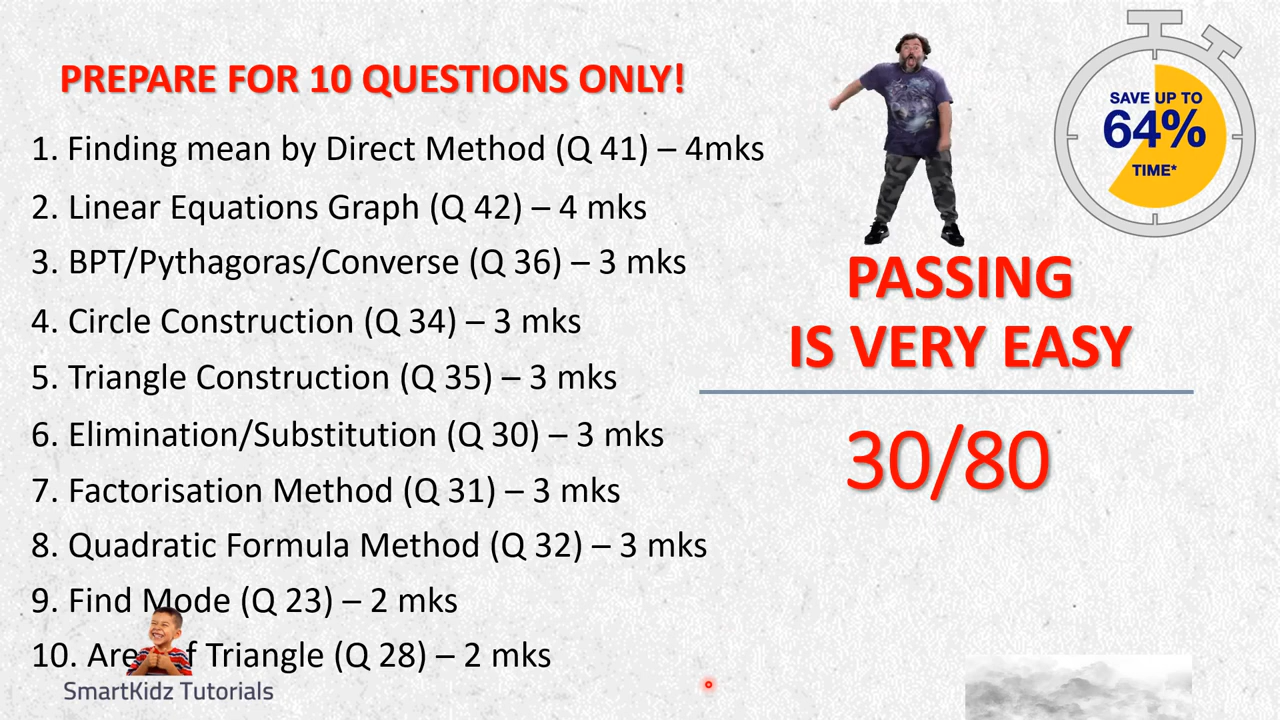 PREPARE FOR 10 QUESTIONS ONLY!
1. Finding mean by Direct Method (Q 41) – 4mks
2. Linear Equations Graph (Q 42) – 4 mks
3. BPT/Pythagoras/Converse (Q 36) – 3 mks
4. Circle Construction (Q 34) – 3 mks
5. Triangle Construction (Q 35) – 3 mks
6. Elimination/Substitution (Q 30) – 3 mks
7. Factorisation Method (Q 31) – 3 mks
8. Quadratic Formula Method (Q 32) – 3 mks
9. Find Mode (Q 23) – 2 mks
10. Area of Triangle (Q 28) – 2 mks
SmartKidz Tutorials
SAVE UP TO
64%
TIME*
PASSING
IS VERY EASY
30/80